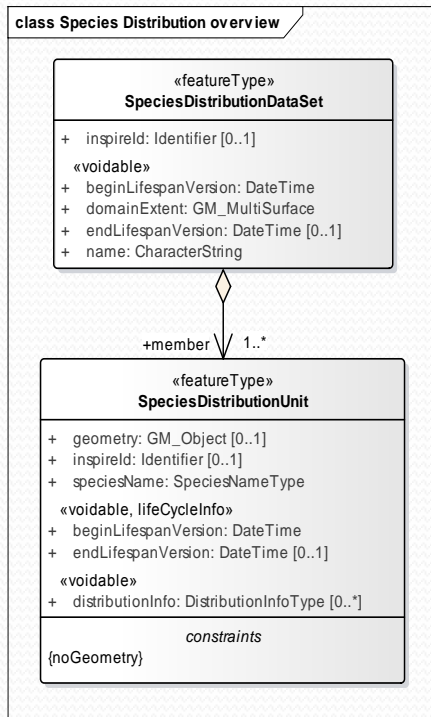 class Species Distribution overview
«featureType»
SpeciesDistributionDataSet
+ inspireId: Identifier [0..1]
«voidable»
+ beginLifespanVersion: DateTime
+ domainExtent: GM_MultiSurface
+ endLifespanVersion: DateTime [0..1]
+ name: CharacterString
+member 1..*
«featureType»
SpeciesDistributionUnit
+ geometry: GM_Object [0..1]
+ inspireId: Identifier [0..1]
+ speciesName: SpeciesNameType
«voidable, lifeCycleInfo»
+ beginLifespanVersion: DateTime
+ endLifespanVersion: DateTime [0..1]
«voidable»
+ distributionInfo: DistributionInfoType [0..*]
constraints
{noGeometry}